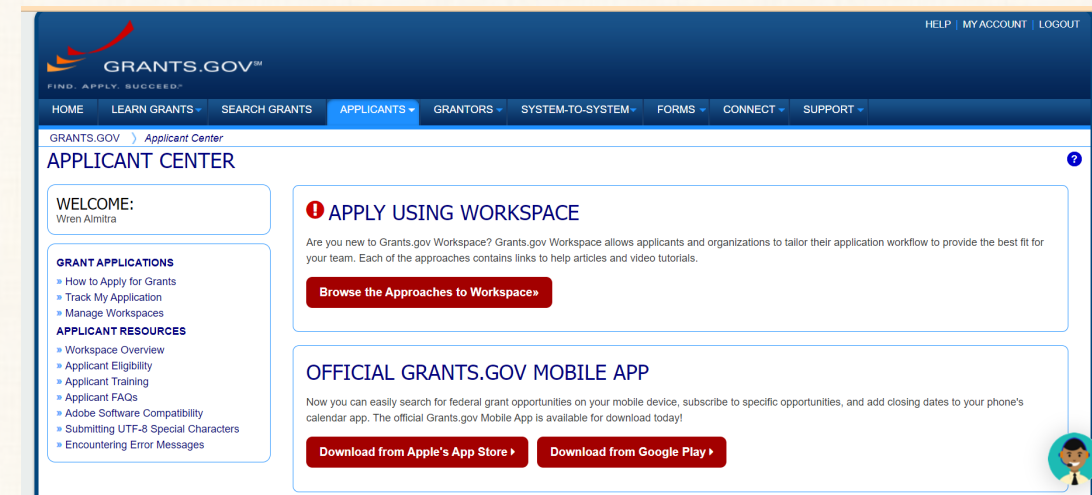 HELP | MY ACCOUNT | LOGOUT
GRANTS.GOV℠
FIND. APPLY. SUCCEED.℠
HOME LEARN GRANTS SEARCH GRANTS APPLICANTS GRANTORS SYSTEM-TO-SYSTEM FORMS CONNECT SUPPORT
GRANTS.GOV 〉 Applicant Center
APPLICANT CENTER
?
WELCOME:
Wren Almitra
GRANT APPLICATIONS
» How to Apply for Grants
» Track My Application
» Manage Workspaces
APPLICANT RESOURCES
» Workspace Overview
» Applicant Eligibility
» Applicant Training
» Applicant FAQs
» Adobe Software Compatibility
» Submitting UTF-8 Special Characters
» Encountering Error Messages
! APPLY USING WORKSPACE
Are you new to Grants.gov Workspace? Grants.gov Workspace allows applicants and organizations to tailor their application workflow to provide the best fit for
your team. Each of the approaches contains links to help articles and video tutorials.
Browse the Approaches to Workspace»
OFFICIAL GRANTS.GOV MOBILE APP
Now you can easily search for federal grant opportunities on your mobile device, subscribe to specific opportunities, and add closing dates to your phone's
calendar app. The official Grants.gov Mobile App is available for download today!
Download from Apple's App Store
Download from Google Play